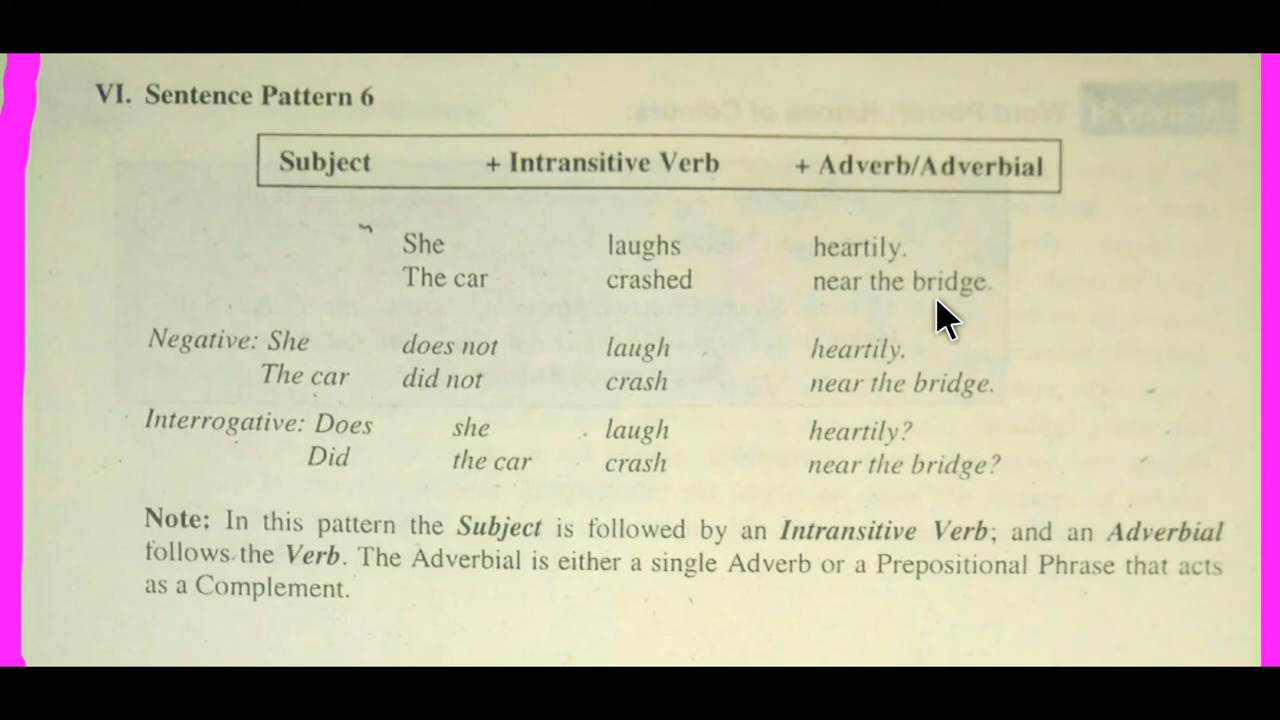 VI. Sentence Pattern 6
Subject + Intransitive Verb + Adverb/Adverbial
She laughs heartily.
The car crashed near the bridge.
Negative: She does not laugh heartily.
The car did not crash near the bridge.
Interrogative: Does she laugh heartily?
Did the car crash near the bridge?
Note: In this pattern the Subject is followed by an Intransitive Verb; and an Adverbial
follows the Verb. The Adverbial is either a single Adverb or a Prepositional Phrase that acts
as a Complement.